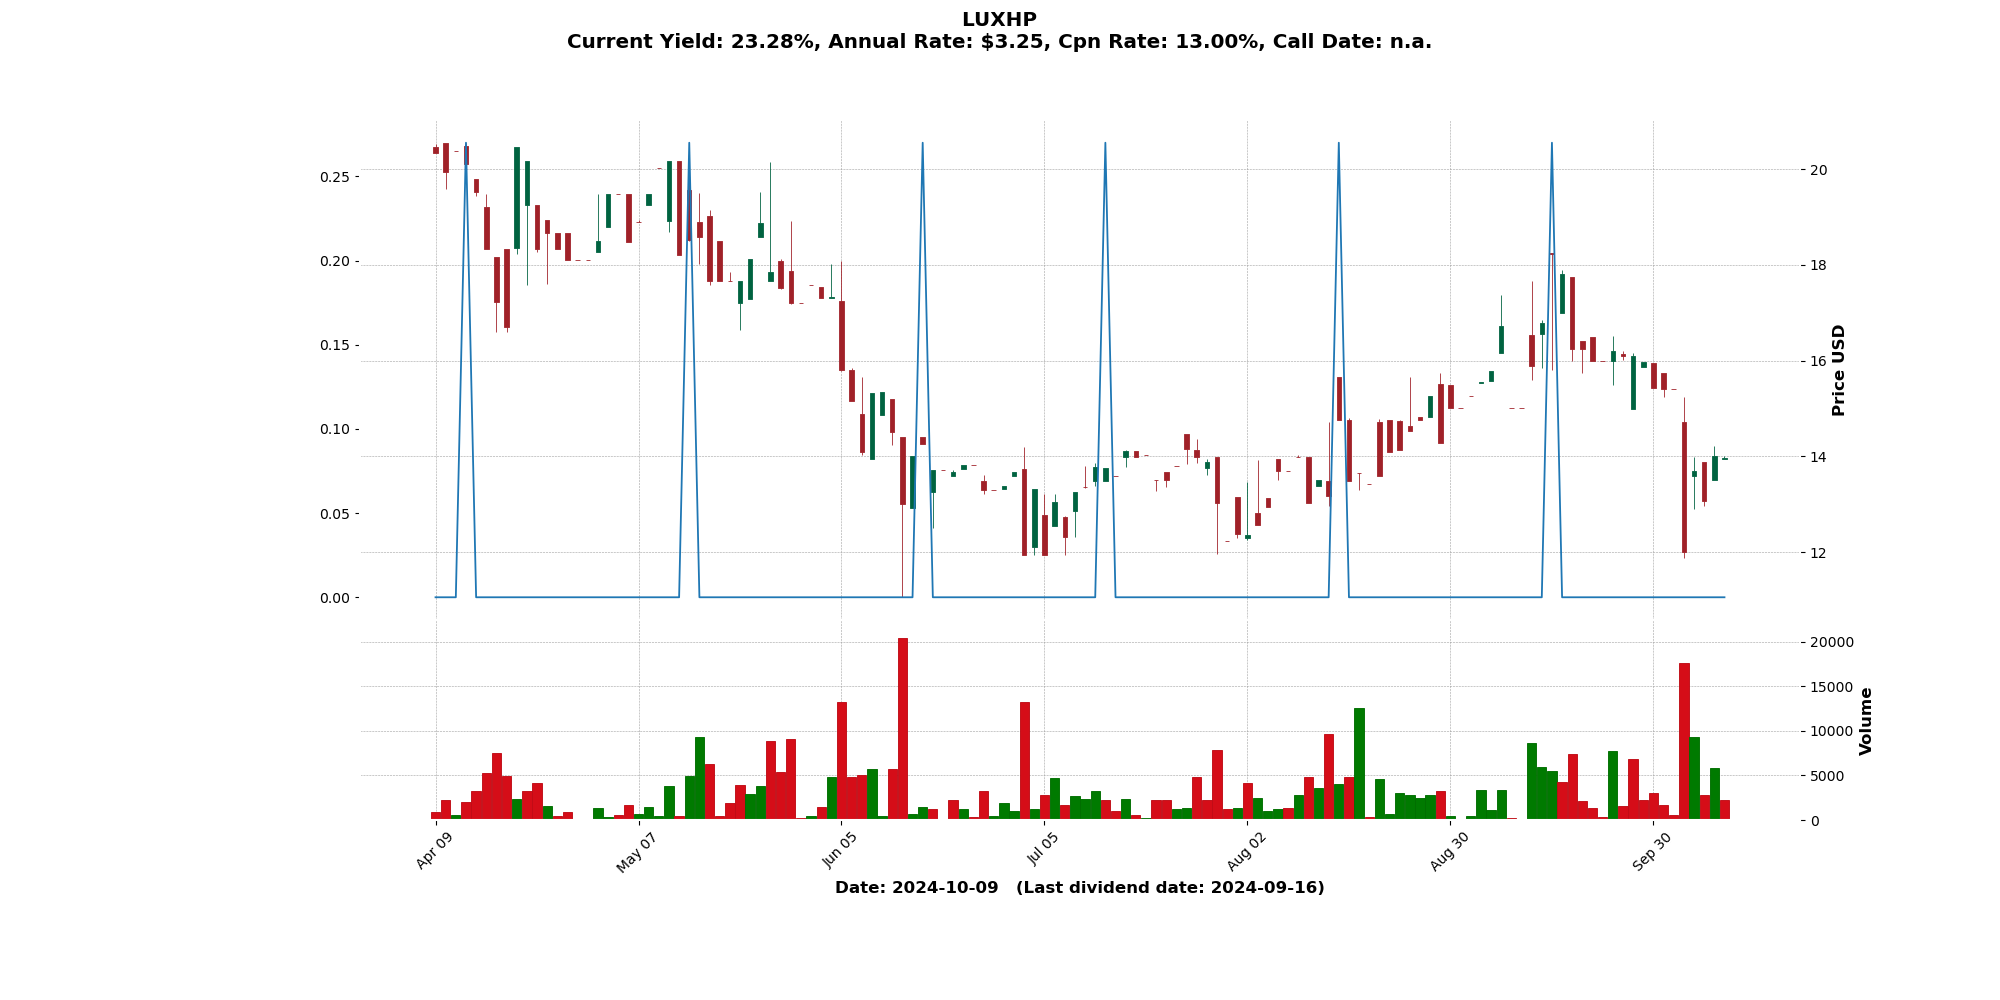 LUXHP
Current Yield: 23.28%, Annual Rate: $3.25, Cpn Rate: 13.00%, Call Date: n.a.
0.25
0.20
0.15
0.10
0.05
0.00
20
18
16
14
12
Price USD
20000
15000
10000
5000
0
Volume
Apr 09
May 07
Jun 05
Jul 05
Aug 02
Aug 30
Sep 30
Date: 2024-10-09   (Last dividend date: 2024-09-16)